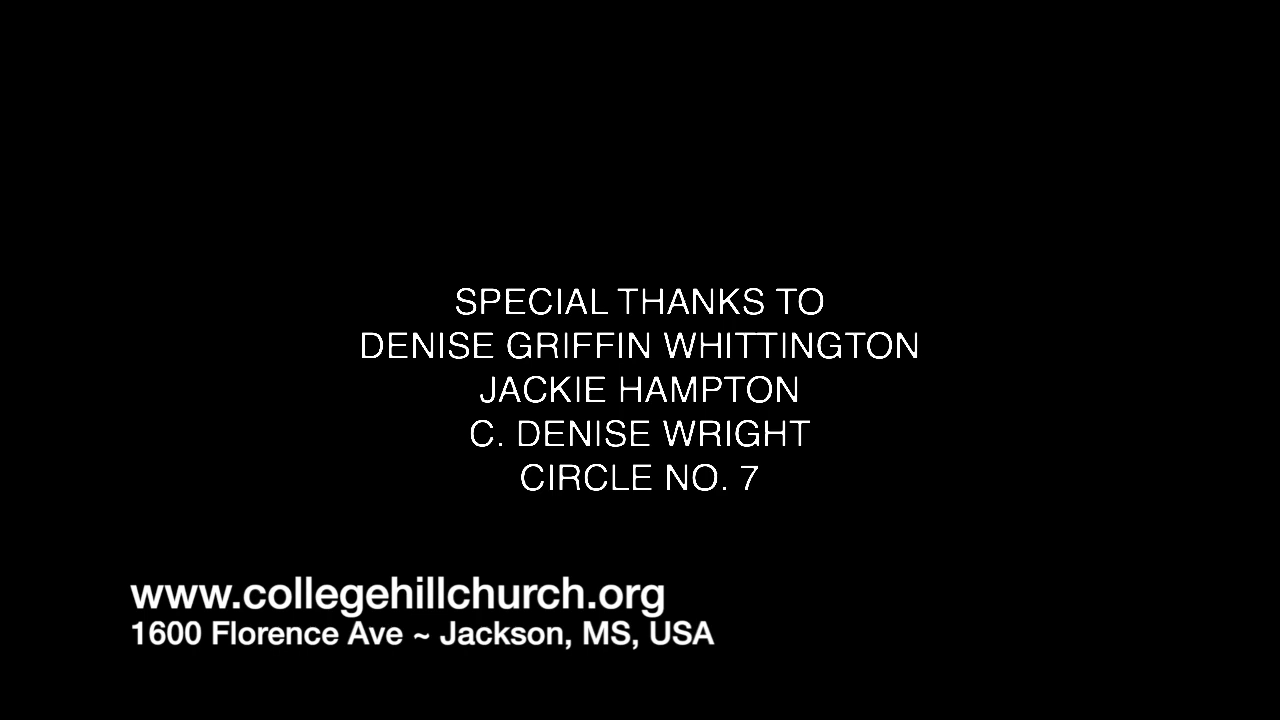 SPECIAL THANKS TO
DENISE GRIFFIN WHITTINGTON
JACKIE HAMPTON
C. DENISE WRIGHT
CIRCLE NO. 7
www.collegehillchurch.org
1600 Florence Ave ~ Jackson, MS, USA